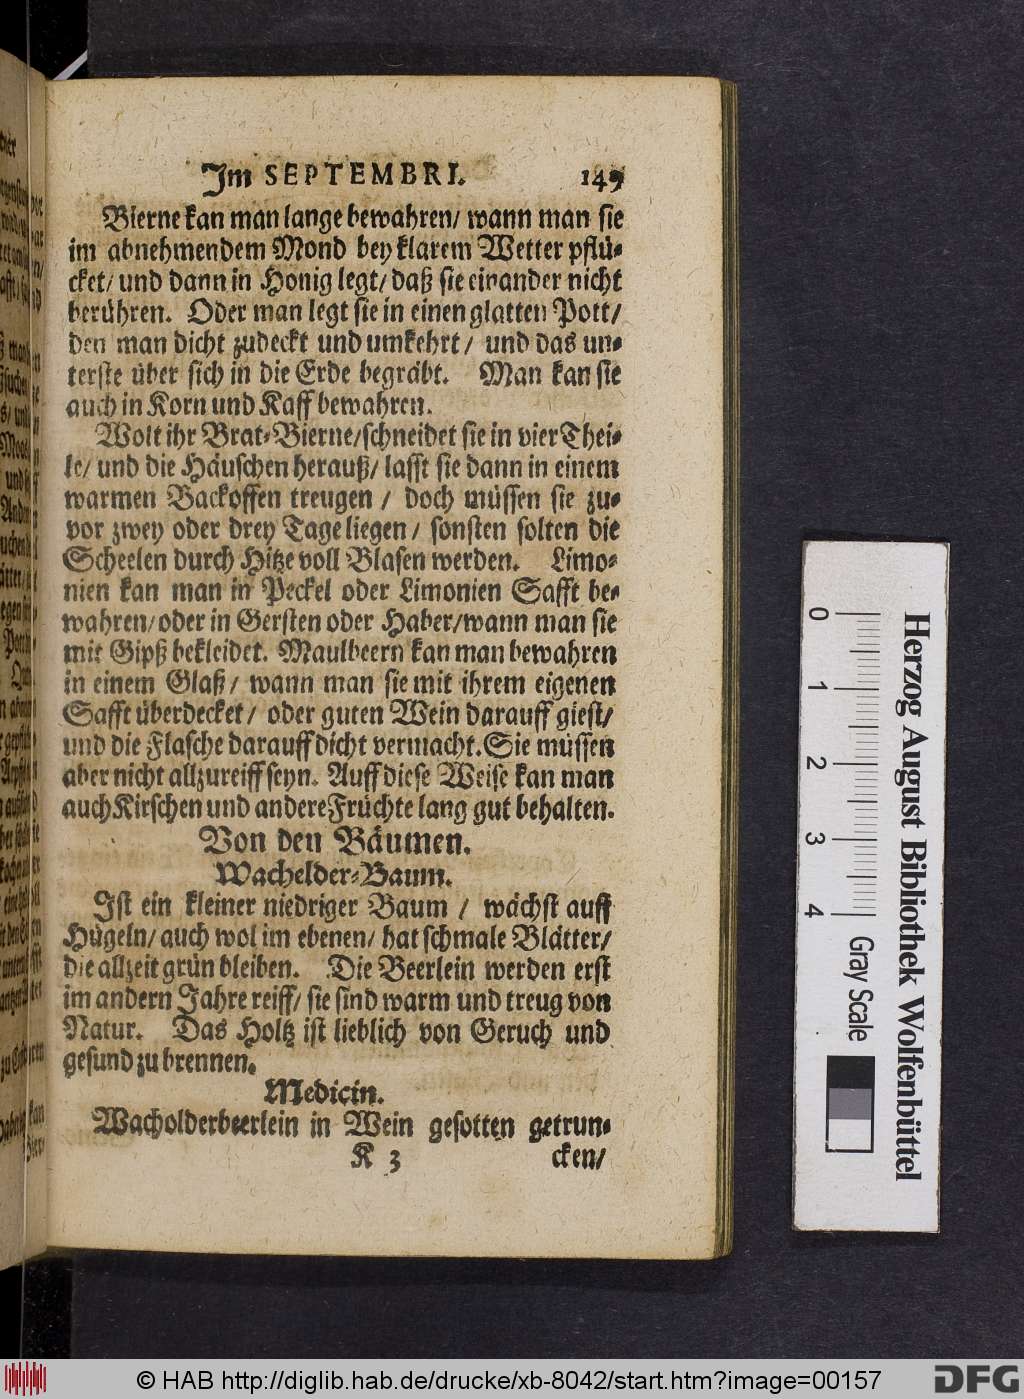 Im SEPTEMBRI. 149
Bierne kan man lange bewahren/ wann man sie
im abnehmendem Mond bey klarem Wetter pflü-
cket/ und dann in Honig legt/ daß sie einander nicht
berühren. Oder man legt sie in einen glatten Pott/
den man dicht zudeckt und umkehrt/ und das un-
terste über sich in die Erde begräbt. Man kan sie
auch in Korn und Kaff bewahren.
Wolt ihr Brat-Bierne/schneidet sie in vier Thei-
le/ und die Häuschen herauß/ lasst sie dann in einem
warmen Backoffen treugen / doch müssen sie zu-
vor zwey oder drey Tage liegen / sonsten solten die
Scheelen durch Hitze voll Blasen werden. Limo-
nien kan man in Peckel oder Limonien Safft be-
wahren/ oder in Gersten oder Haber/wann man sie
mit Gipß bekleidet. Maulbeern kan man bewahren
in einem Glaß/ wann man sie mit ihrem eigenen
Safft überdecket/ oder guten Wein darauff giest/
und die Flasche darauff dicht vermacht. Sie müssen
aber nicht allzureiff seyn. Auff diese Weise kan man
auch Kirschen und andere Früchte lang gut behalten.
Von den Bäumen.
Wachelder-Baum.
Ist ein kleiner niedriger Baum / wächst auff
Hügeln/ auch wol im ebenen/ hat schmale Blätter/
die allzeit grün bleiben. Die Beerlein werden erst
im andern Jahre reiff/ sie sind warm und treug von
Natur. Das Holtz ist lieblich von Geruch und
gesund zu brennen.
Medicin.
Wacholderbeerlein in Wein gesotten getrun-
K 3 cken/
0 1 2 3 4 Gray Scale
Herzog August Bibliothek Wolfenbüttel
© HAB http://diglib.hab.de/drucke/xb-8042/start.htm?image=00157
DFG